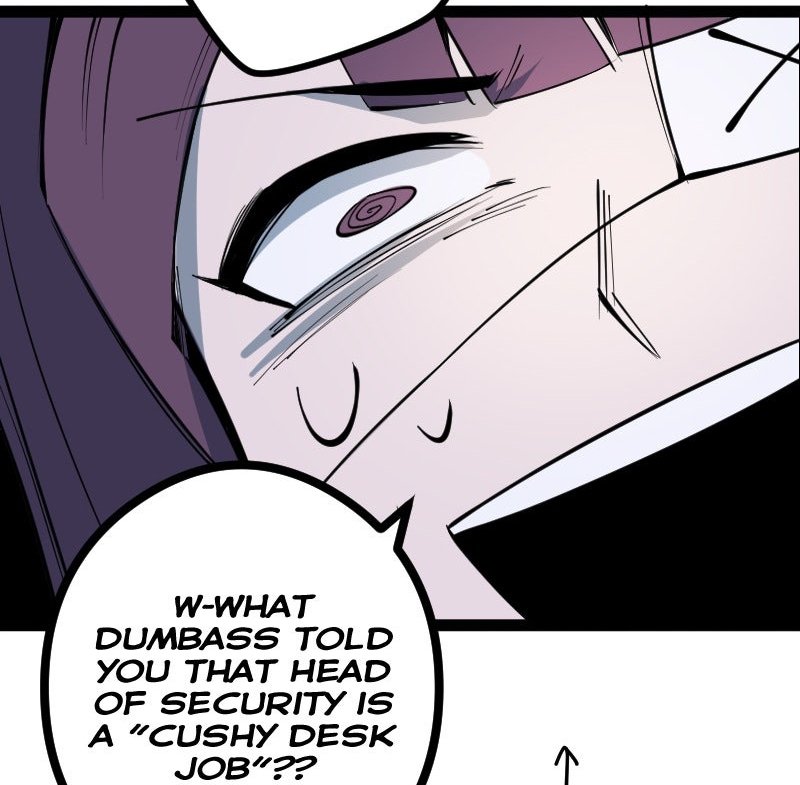 W-WHAT
DUMBASS TOLD
YOU THAT HEAD
OF SECURITY IS
A "CUSHY DESK
JOB"??